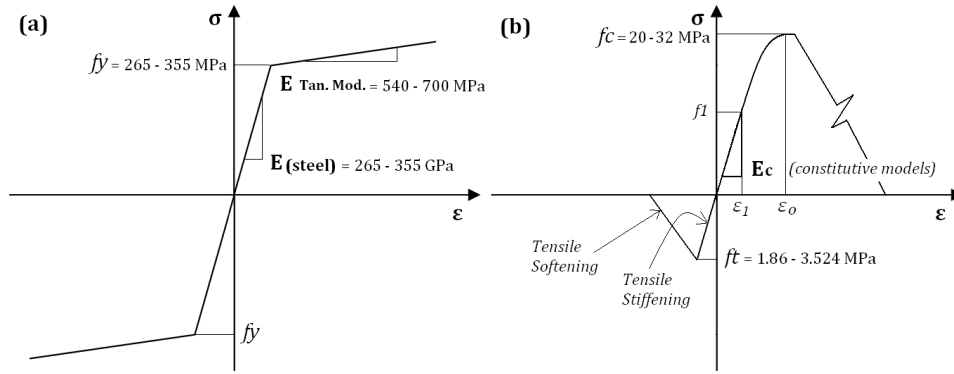 (a)
σ
fy = 265 - 355 MPa
E Tan. Mod. = 540 - 700 MPa
E (steel) = 265 - 355 GPa
ε
fy
(b)
σ
fc = 20 - 32 MPa
f1
Ec (constitutive models)
ε1
εo
ε
Tensile
Softening
Tensile
Stiffening
ft = 1.86 - 3.524 MPa